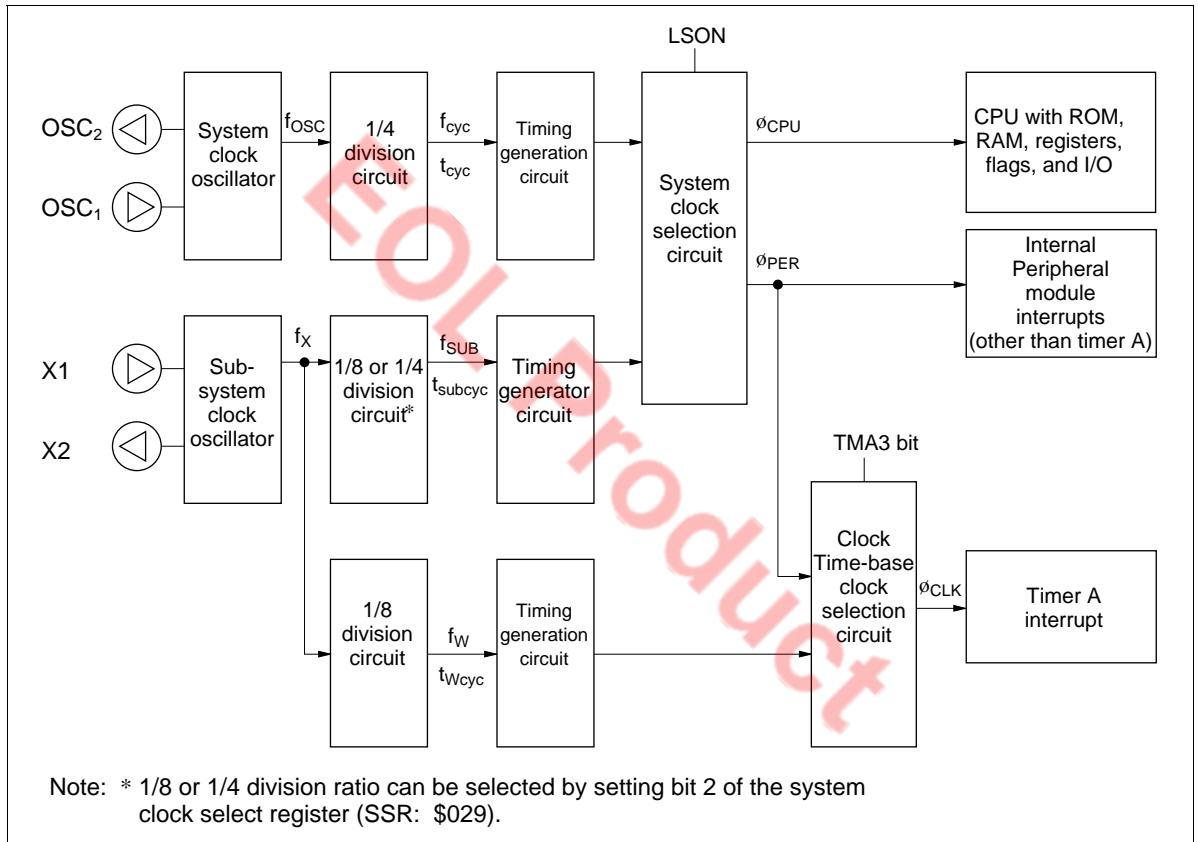 LSON
OSC2
OSC1
System
clock
oscillator
fOSC
1/4
division
circuit
fcyc
tcyc
Timing
generation
circuit
System
clock
selection
circuit
øCPU
øPER
CPU with ROM,
RAM, registers,
flags, and I/O
Internal
Peripheral
module
interrupts
(other than timer A)
X1
X2
Sub-
system
clock
oscillator
fX
1/8 or 1/4
division
circuit*
fSUB
tsubcyc
Timing
generator
circuit
TMA3 bit
1/8
division
circuit
fW
tWcyc
Timing
generation
circuit
Clock
Time-base
clock
selection
circuit
øCLK
Timer A
interrupt
EOL Product
Note: * 1/8 or 1/4 division ratio can be selected by setting bit 2 of the system
clock select register (SSR: $029).